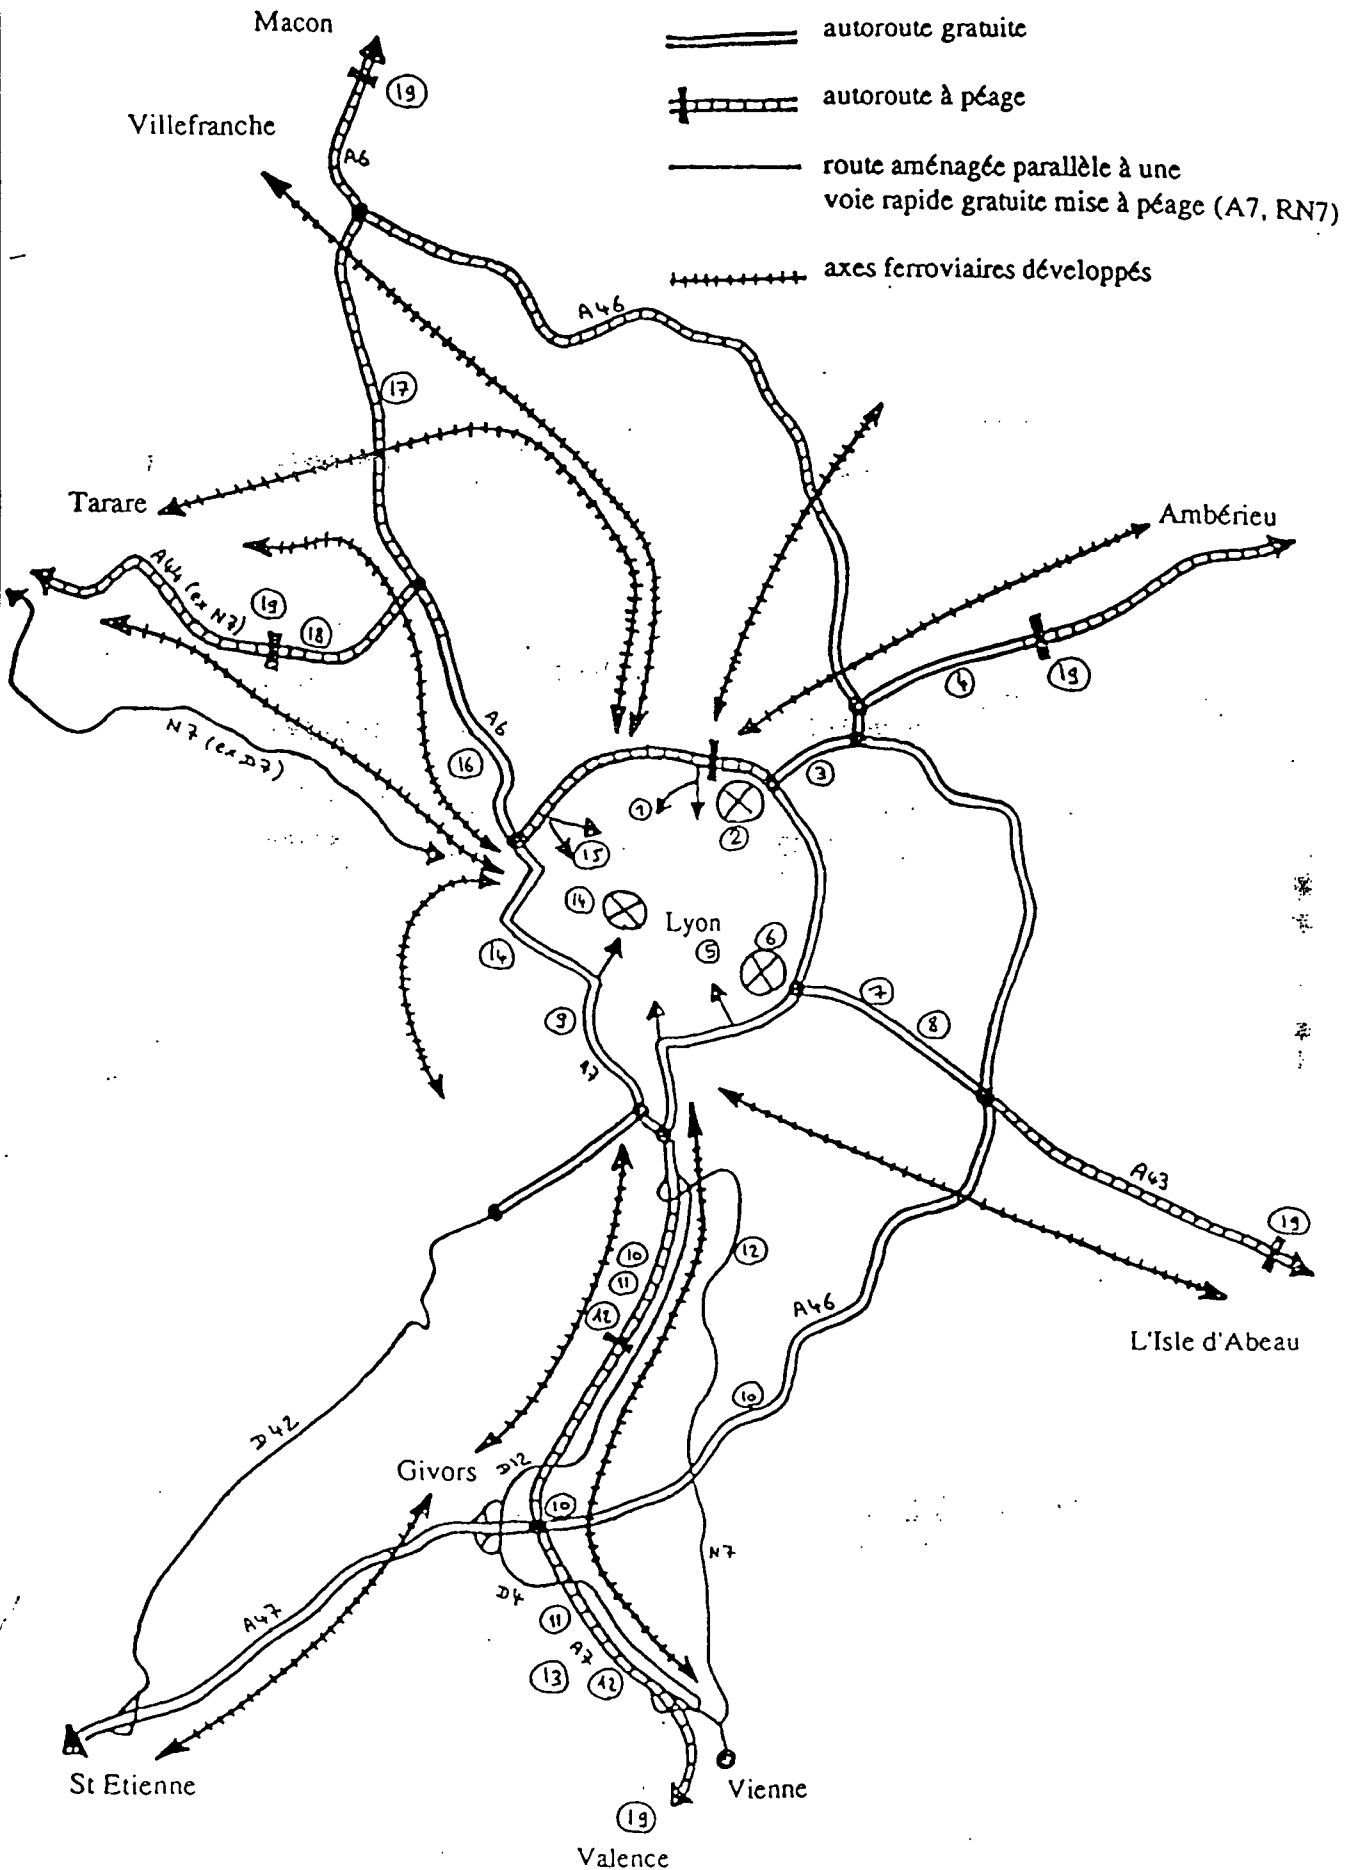 Macon
autoroute gratuite
19
autoroute à péage
Villefranche
A6
route aménagée parallèle à une
voie rapide gratuite mise à péage (A7, RN7)
axes ferroviaires développés
A46
17
Tarare
Ambérieu
A44 (ex N7)
19
18
4
19
N7 (ex D7)
A6
16
3
1
2
15
14
Lyon
6
5
14
7
8
9
A7
A43
19
12
10
11
12
A46
L'Isle d'Abeau
10
D42
Givors
D12
10
N7
D4
A47
11
A7
13
12
St Etienne
Vienne
19
Valence